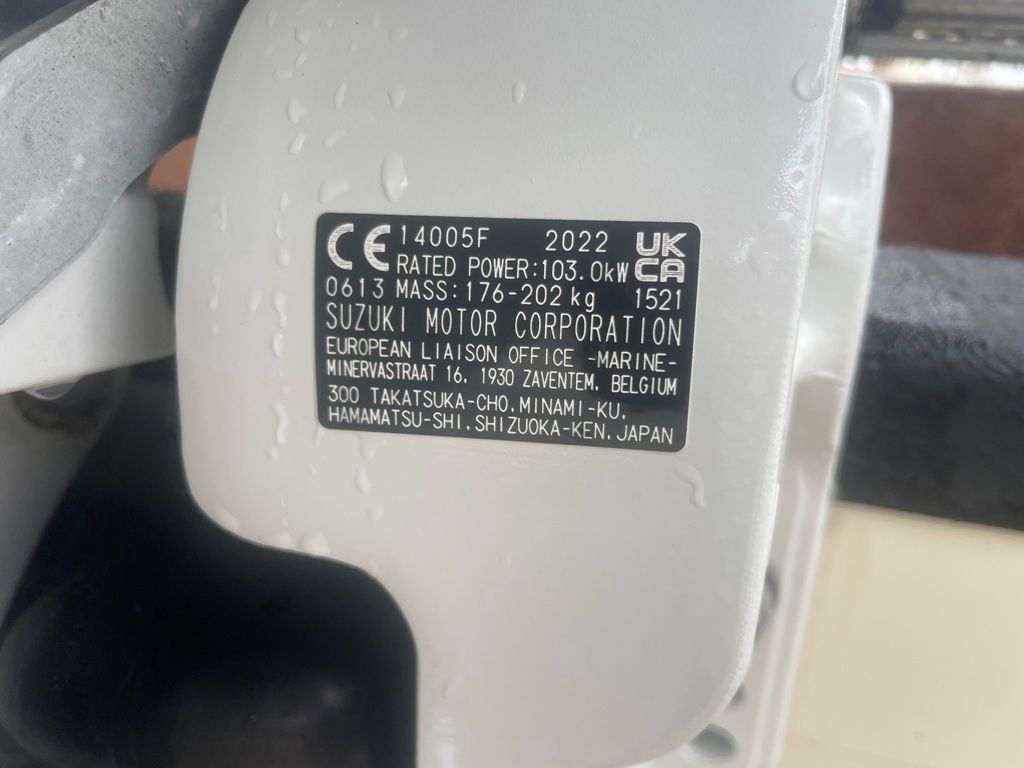 CE 14005F 2022 UK CA
RATED POWER:103.0kW
0613 MASS:176-202kg 1521
SUZUKI MOTOR CORPORATION
EUROPEAN LIAISON OFFICE -MARINE-
MINERVASTRAAT 16, 1930 ZAVENTEM, BELGIUM
300 TAKATSUKA-CHO,MINAMI-KU,
HAMAMATSU-SHI,SHIZUOKA-KEN,JAPAN